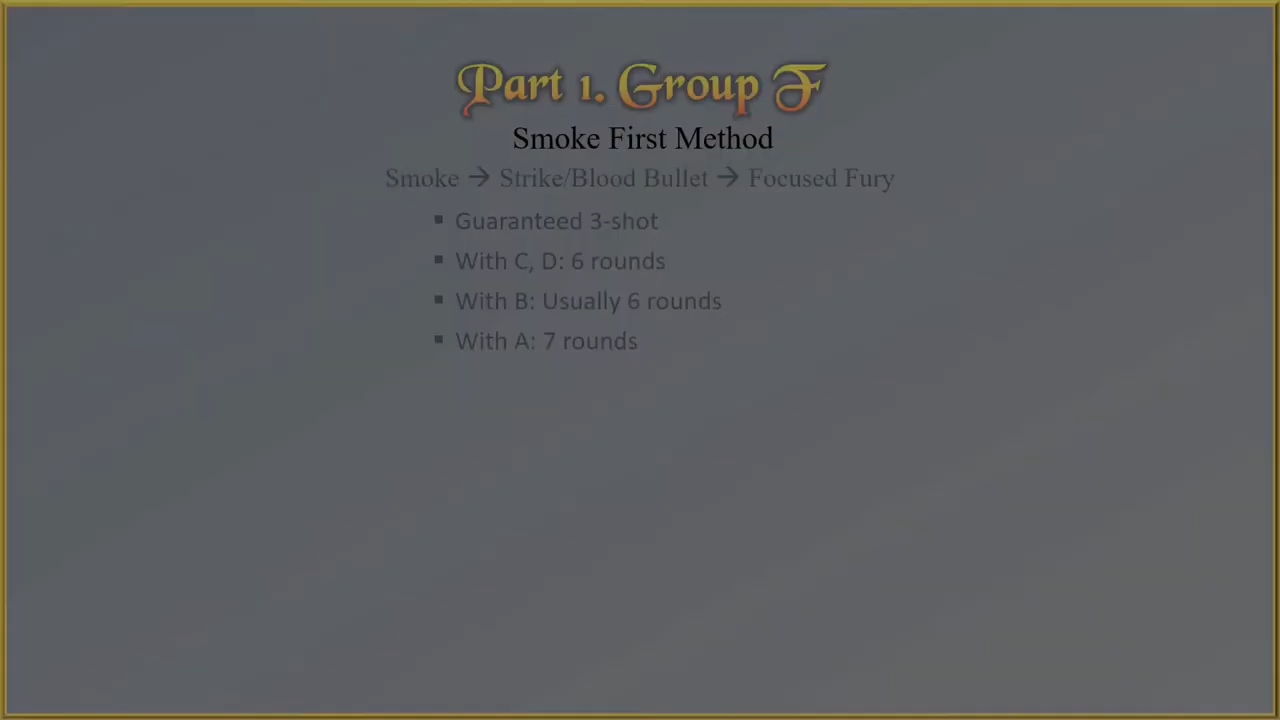 Part 1. Group F
Smoke First Method
Smoke → Strike/Blood Bullet → Focused Fury
▪ Guaranteed 3-shot
▪ With C, D: 6 rounds
▪ With B: Usually 6 rounds
▪ With A: 7 rounds